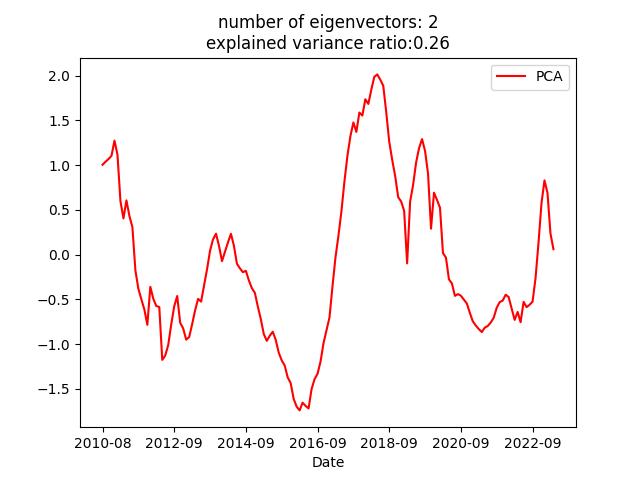 number of eigenvectors: 2
explained variance ratio:0.26
PCA
2.0
1.5
1.0
0.5
0.0
−0.5
−1.0
−1.5
2010-08 2012-09 2014-09 2016-09 2018-09 2020-09 2022-09
Date